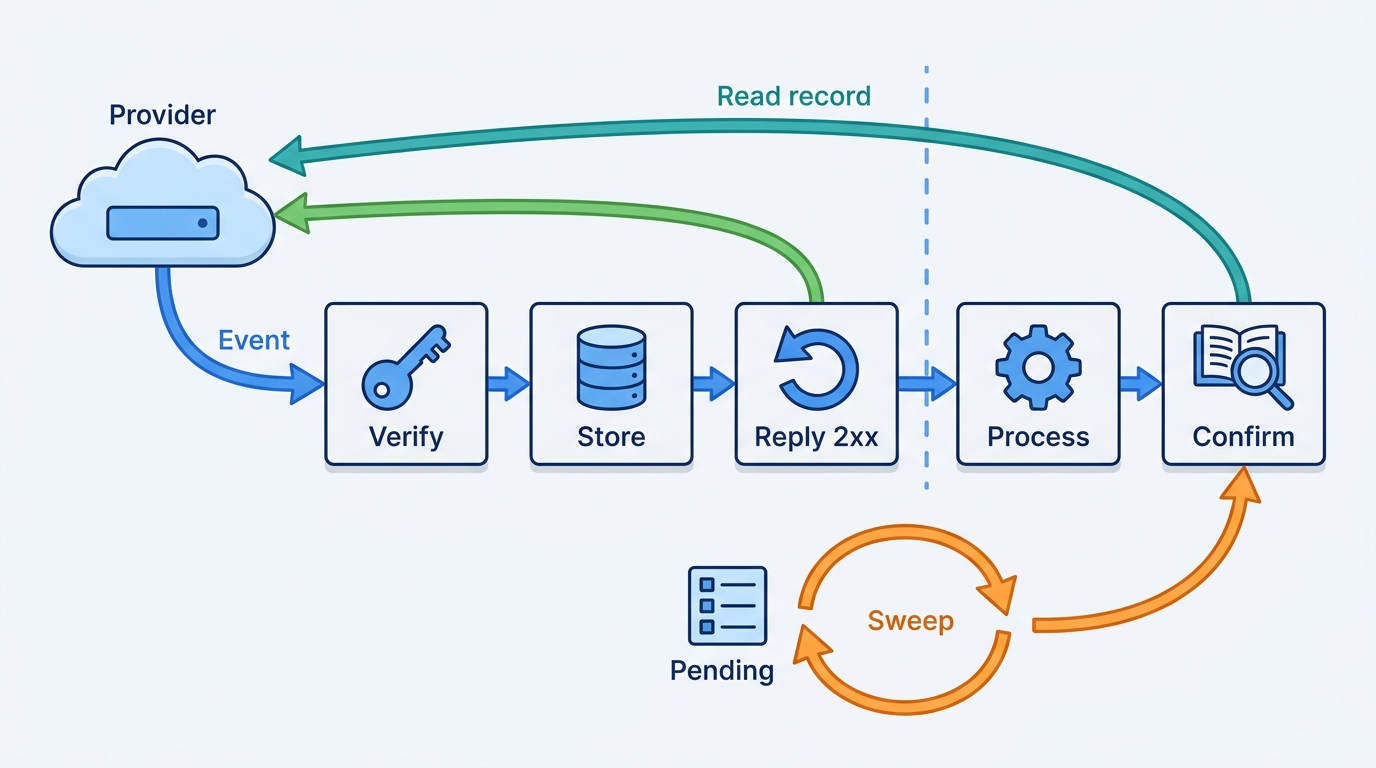 Provider
Read record
Event
Verify
Store
Reply 2xx
Process
Confirm
Sweep
Pending